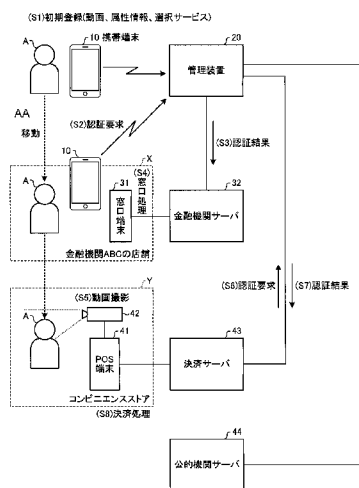 (S1)初期登録(動画、属性情報、選択サービス)
A
10 携帯端末
20
管理装置
AA
移動
(S2)認証要求
(S3)認証結果
10
X
A
(S4)
窓口処理
31
窓口端末
32
金融機関サーバ
金融機関ABCの店舗
(S6)認証要求
(S7)認証結果
Y
(S5)動画撮影
A
42
41
43
POS
端末
決済サーバ
コンビニエンスストア
(S8)決済処理
44
公的機関サーバ